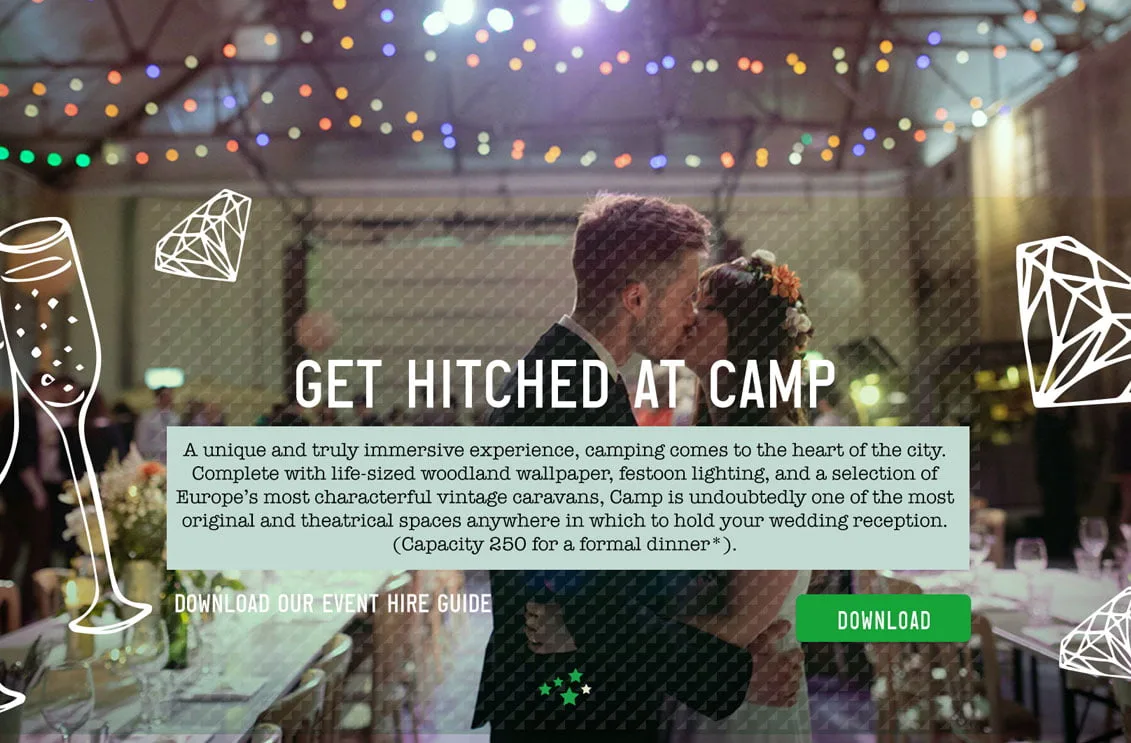 GET HITCHED AT CAMP
A unique and truly immersive experience, camping comes to the heart of the city.
Complete with life-sized woodland wallpaper, festoon lighting, and a selection of
Europe’s most characterful vintage caravans, Camp is undoubtedly one of the most
original and theatrical spaces anywhere in which to hold your wedding reception.
(Capacity 250 for a formal dinner*).
DOWNLOAD OUR EVENT HIRE GUIDE
DOWNLOAD